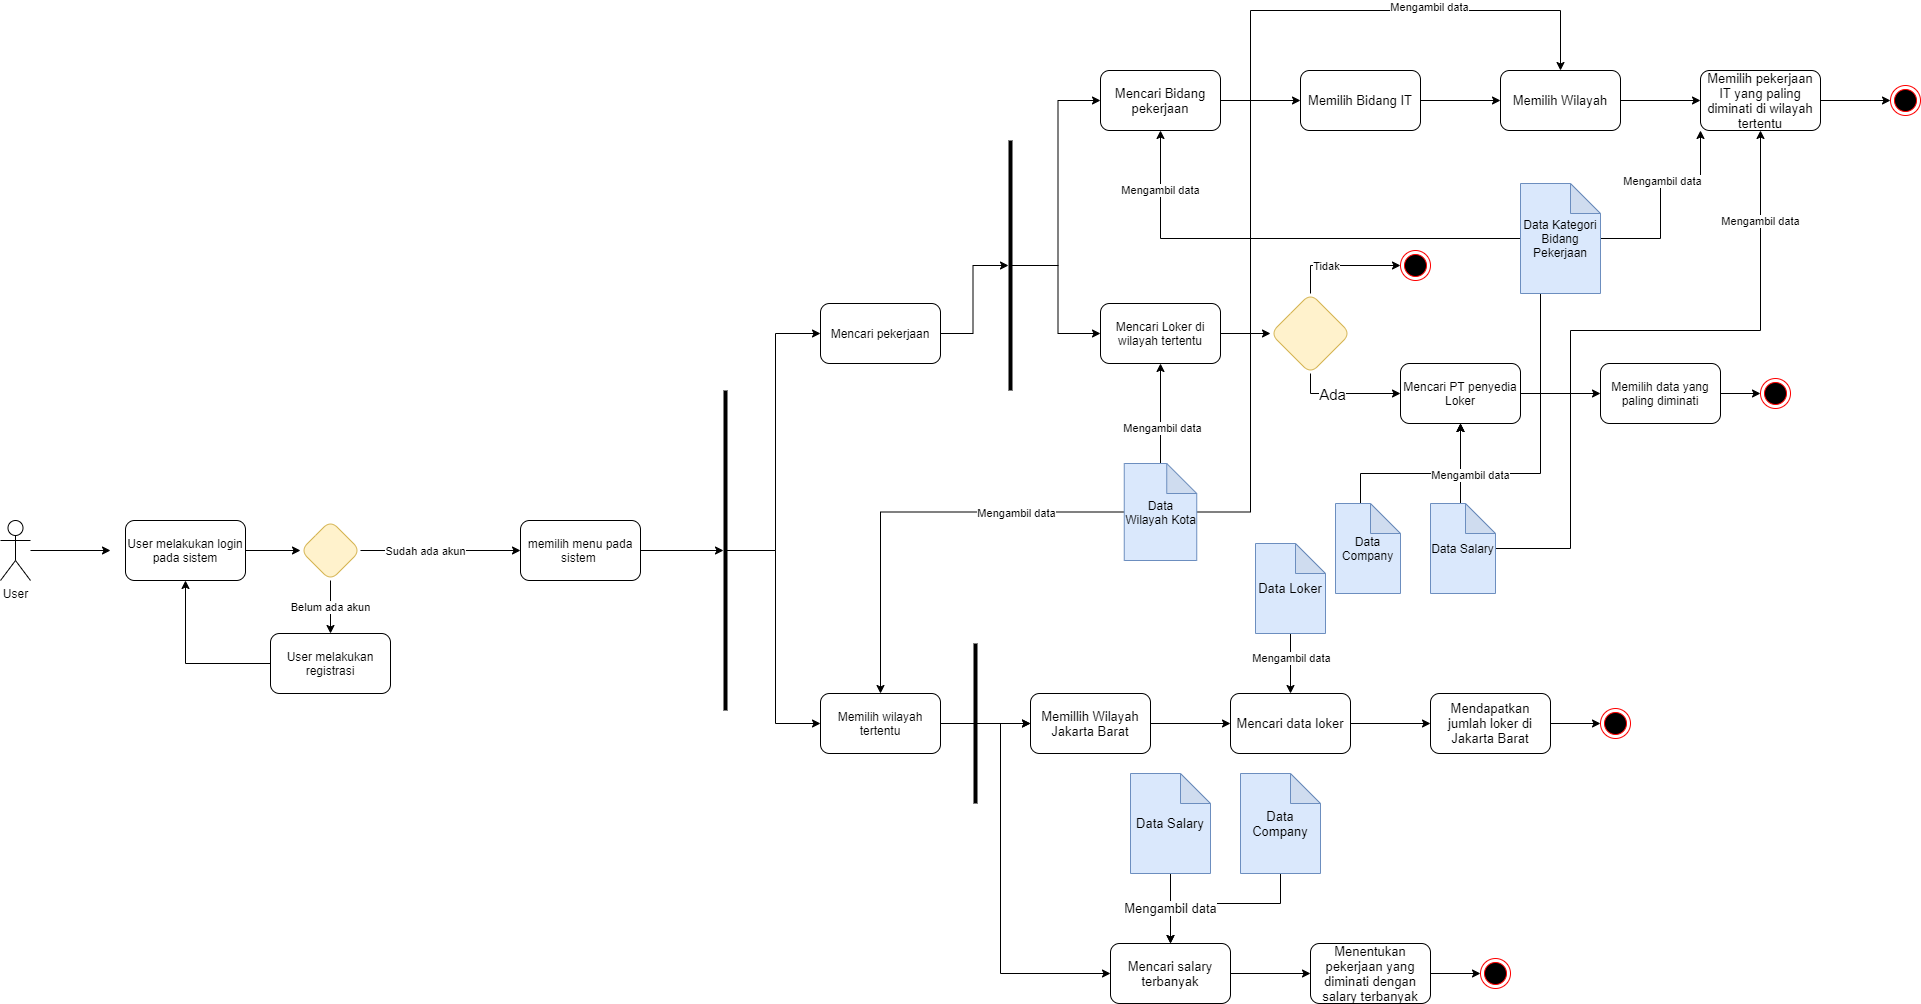 Mengambil data
Mencari Bidang
pekerjaan
Memilih Bidang IT
Memilih Wilayah
Memilih pekerjaan
IT yang paling
diminati di wilayah
tertentu
Mengambil data
Mengambil data
Mengambil data
Data Kategori
Bidang
Pekerjaan
Tidak
Mencari pekerjaan
Mencari Loker di
wilayah tertentu
Ada
Mencari PT penyedia
Loker
Memilih data yang
paling diminati
Mengambil data
Mengambil data
Data
Wilayah Kota
Mengambil data
Data
Company
Data Salary
User
User melakukan login
pada sistem
Sudah ada akun
memilih menu pada
sistem
Belum ada akun
User melakukan
registrasi
Data Loker
Mengambil data
Memilih wilayah
tertentu
Memillih Wilayah
Jakarta Barat
Mencari data loker
Mendapatkan
jumlah loker di
Jakarta Barat
Data Salary
Data
Company
Mengambil data
Mencari salary
terbanyak
Menentukan
pekerjaan yang
diminati dengan
salary terbanyak